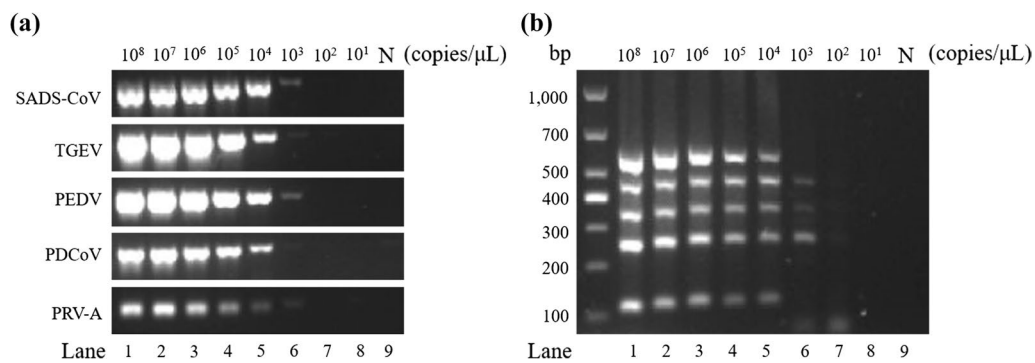 (a)
10⁸ 10⁷ 10⁶ 10⁵ 10⁴ 10³ 10² 10¹ N (copies/μL)
SADS-CoV
TGEV
PEDV
PDCoV
PRV-A
Lane 1 2 3 4 5 6 7 8 9
(b)
bp 10⁸ 10⁷ 10⁶ 10⁵ 10⁴ 10³ 10² 10¹ N (copies/μL)
1,000
700
500
400
300
200
100
Lane 1 2 3 4 5 6 7 8 9